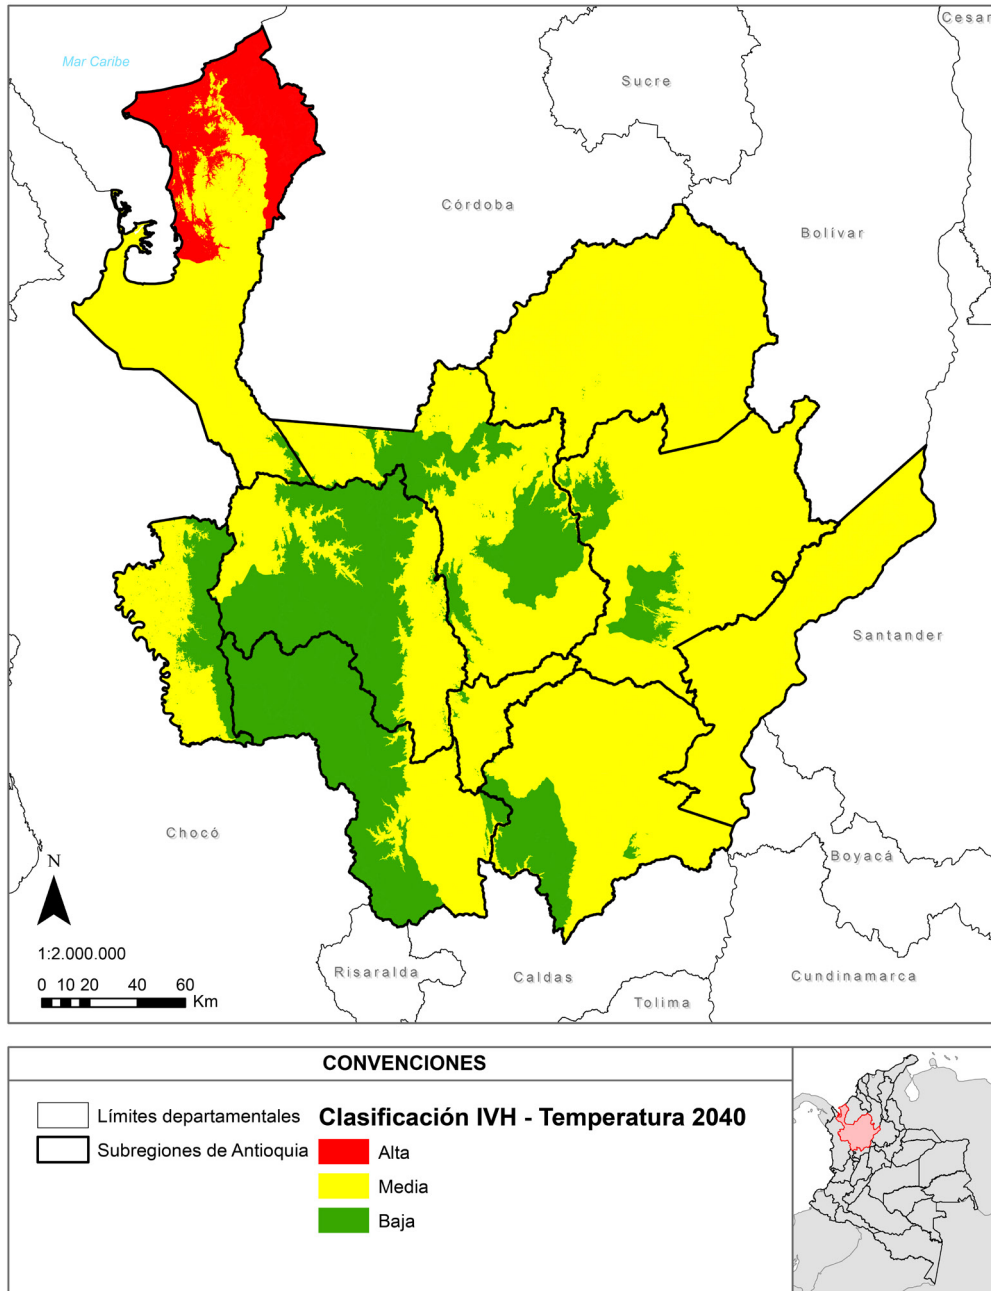 Cesar
Mar Caribe
Sucre
Córdoba
Bolívar
Santander
Chocó
Boyacá
N
1:2.000.000
Risaralda
Caldas
Cundinamarca
0 10 20 40 60
Km
Tolima
CONVENCIONES
Límites departamentales
Subregiones de Antioquia
Clasificación IVH - Temperatura 2040
Alta
Media
Baja